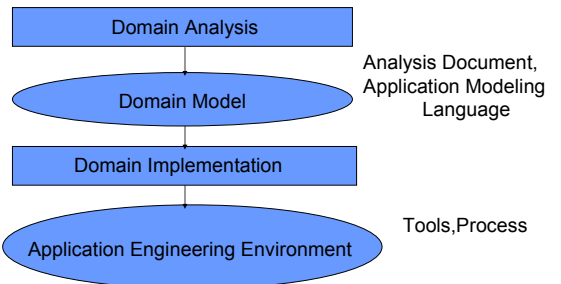 Domain Analysis
Analysis Document,
Application Modeling
Language
Domain Model
Domain Implementation
Tools,Process
Application Engineering Environment